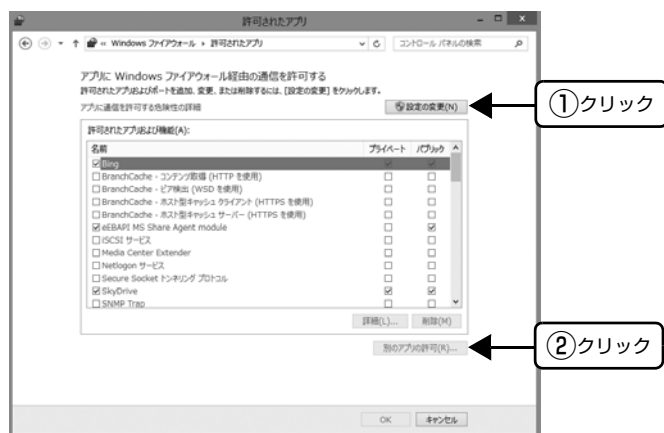 許可されたアプリ
« Windows ファイアウォール › 許可されたアプリ
コントロール パネルの検索
アプリに Windows ファイアウォール経由の通信を許可する
許可されたアプリおよびポートを追加、変更、または削除するには、[設定の変更] をクリックします。
アプリに通信を許可する危険性の詳細
設定の変更(N)
①クリック
許可されたアプリおよび機能(A):
名前 プライベート パブリック
Bing
BranchCache - コンテンツ取得 (HTTP を使用)
BranchCache - ピア検出 (WSD を使用)
BranchCache - ホスト型キャッシュ クライアント (HTTPS を使用)
BranchCache - ホスト型キャッシュ サーバー (HTTPS を使用)
eEBAPI MS Share Agent module
iSCSI サービス
Media Center Extender
Netlogon サービス
Secure Socket トンネリング プロトコル
SkyDrive
SNMP Trap
詳細(L)... 削除(M)
別のアプリの許可(R)...
②クリック
OK キャンセル